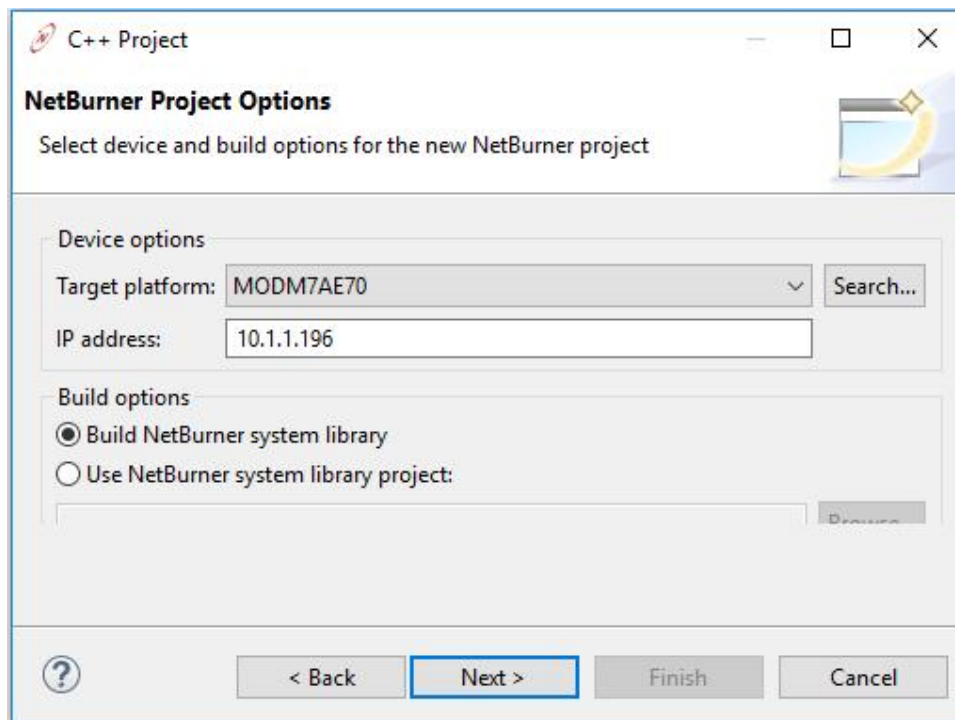 C++ Project
NetBurner Project Options
Select device and build options for the new NetBurner project
Device options
Target platform: MODM7AE70 Search...
IP address: 10.1.1.196
Build options
Build NetBurner system library
Use NetBurner system library project:
? < Back Next > Finish Cancel